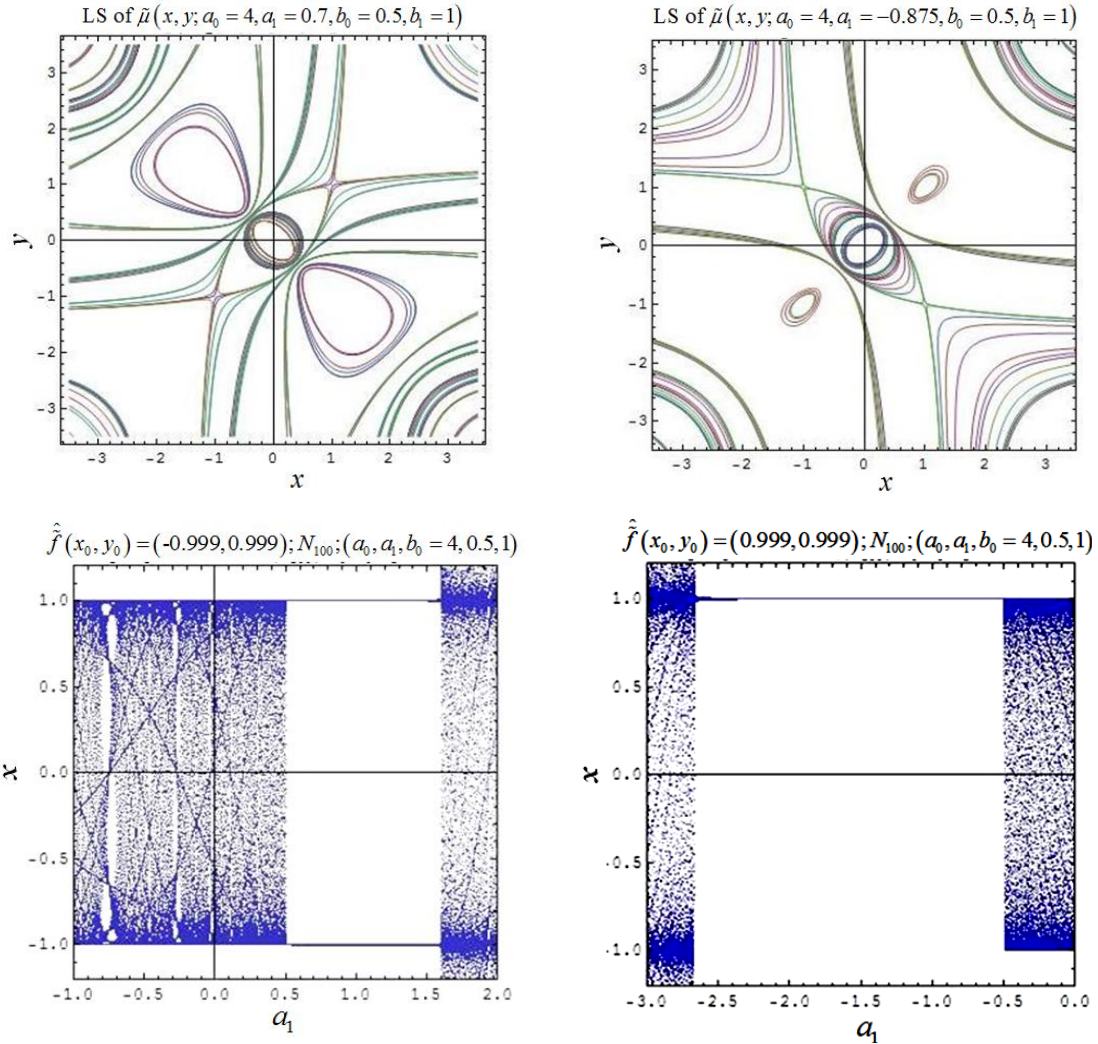 LS of μ̃(x, y; a₀ = 4, a₁ = 0.7, b₀ = 0.5, b₁ = 1)
3
2
1
0
-1
-2
-3
y
-3 -2 -1 0 1 2 3
x
LS of μ̃(x, y; a₀ = 4, a₁ = −0.875, b₀ = 0.5, b₁ = 1)
3
2
1
0
-1
-2
-3
y
-3 -2 -1 0 1 2 3
x
f̃̂(x₀, y₀) = (-0.999, 0.999); N₁₀₀; (a₀, a₁, b₀ = 4, 0.5, 1)
1.0
0.5
0.0
-0.5
-1.0
x
-1.0 -0.5 0.0 0.5 1.0 1.5 2.0
a₁
f̃̂(x₀, y₀) = (0.999, 0.999); N₁₀₀; (a₀, a₁, b₀ = 4, 0.5, 1)
1.0
0.5
0.0
·0.5
·1.0
x
-3.0 -2.5 -2.0 -1.5 -1.0 -0.5 0.0
a₁